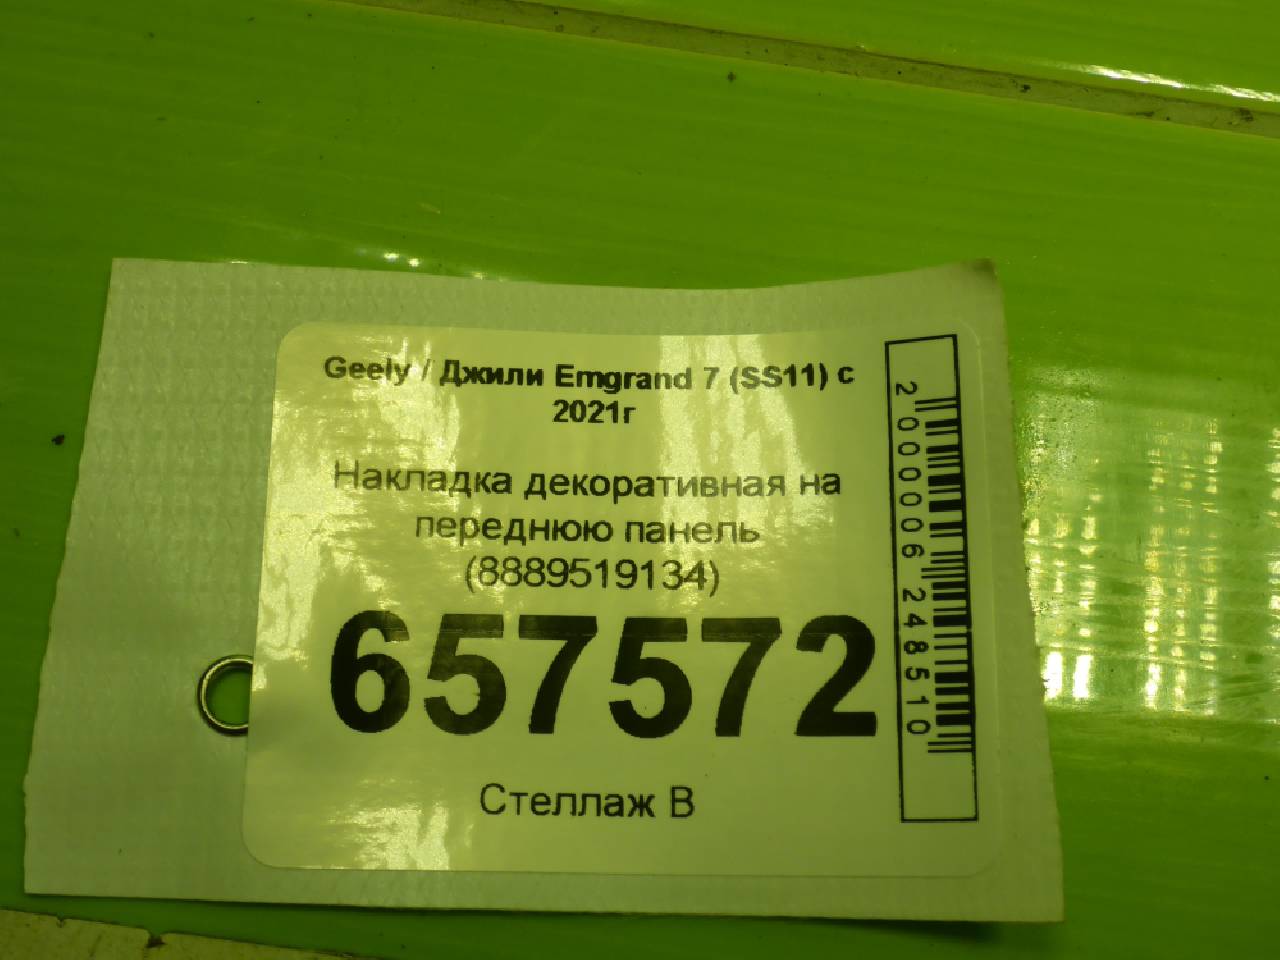 Geely / Джили Emgrand 7 (SS11) с
2021г
Накладка декоративная на
переднюю панель
(8889519134)
657572
Стеллаж В
2000006248510